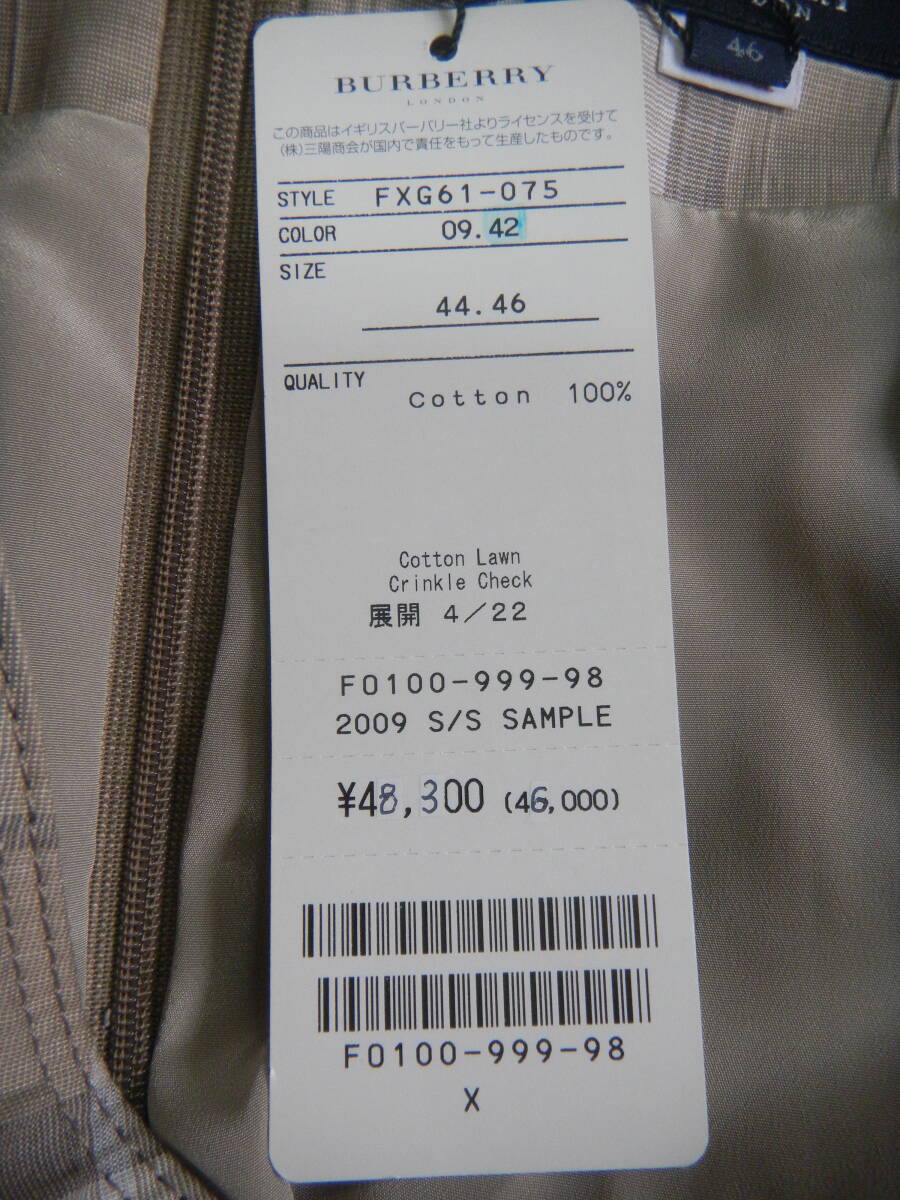 46
BURBERRY
LONDON
この商品はイギリスバーバリー社よりライセンスを受けて
(株)三陽商会が国内で責任をもって生産したものです。
STYLE FXG61-075
COLOR 09.42
SIZE
44.46
QUALITY
Cotton 100%
Cotton Lawn
Crinkle Check
展開 4/22
F0100-999-98
2009 S/S SAMPLE
¥48,300 (46,000)
F0100-999-98
X